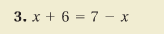 3. x + 6 = 7 − x